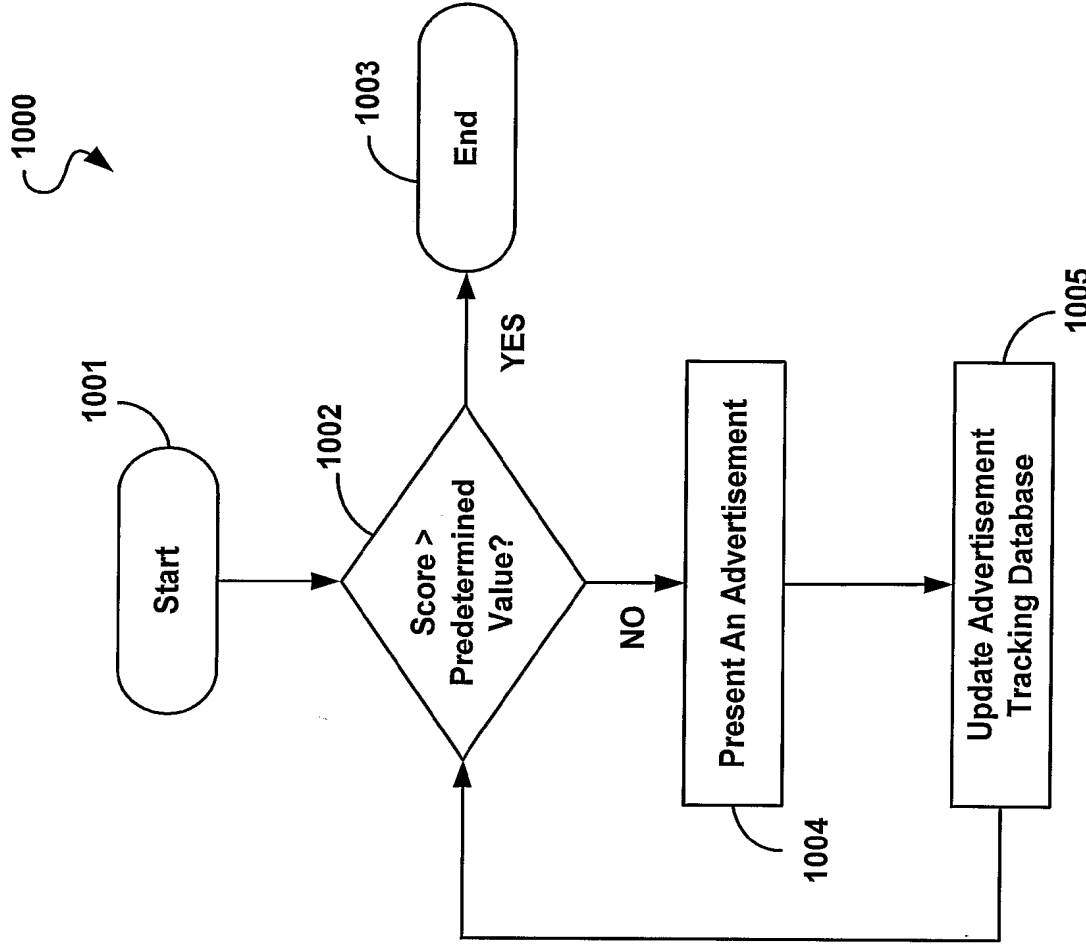 1000
1001
Start
1002
Score >
Predetermined
Value?
YES
1003
End
NO
1004
Present An Advertisement
1005
Update Advertisement
Tracking Database